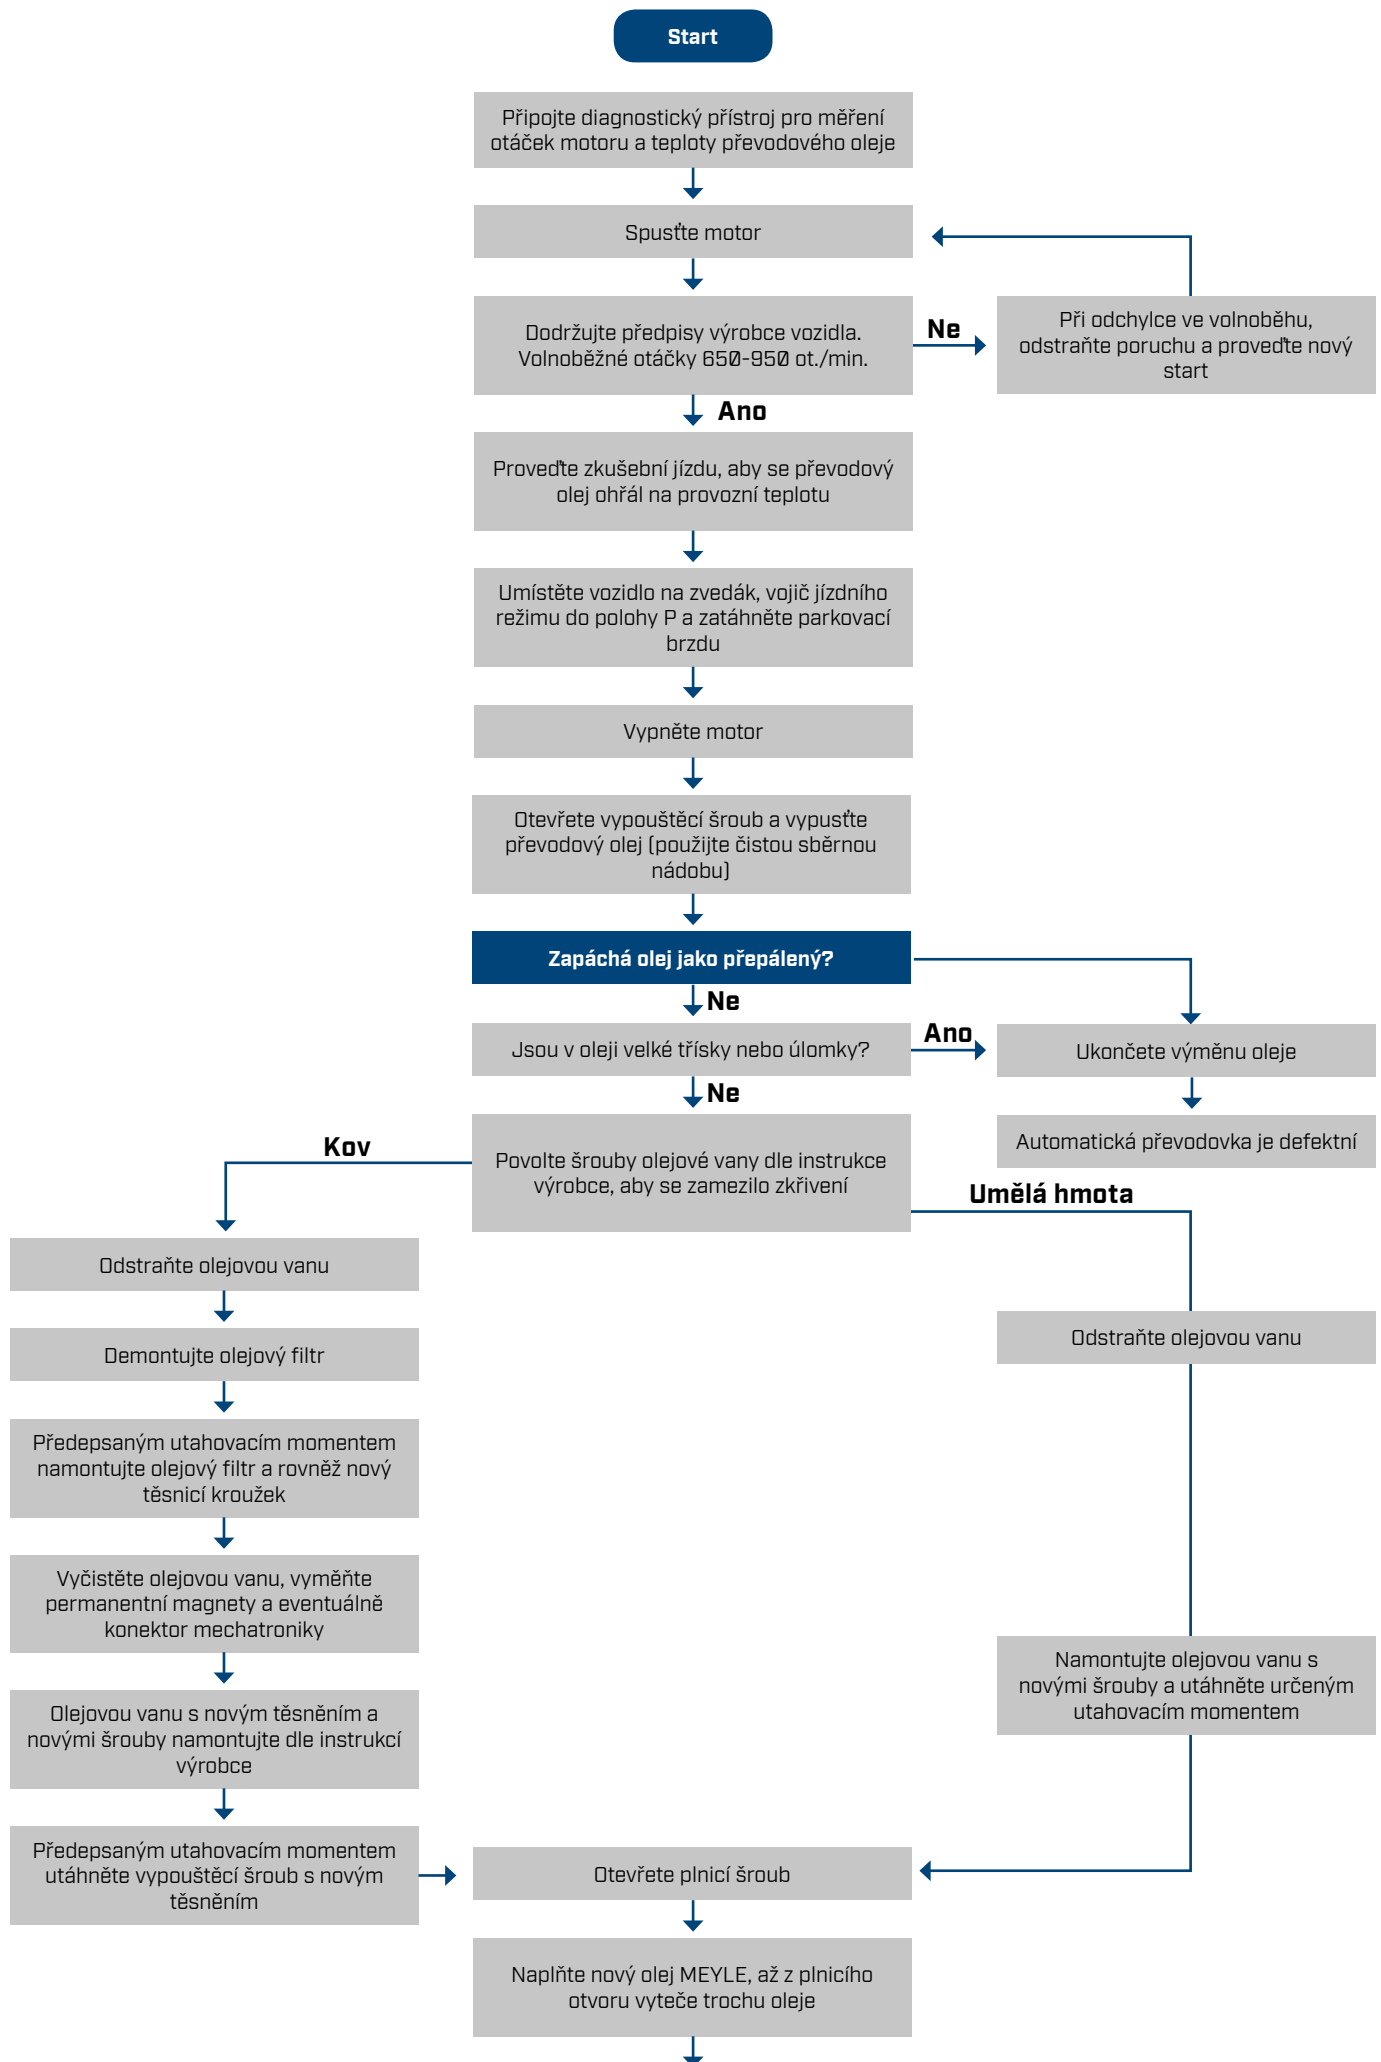 Start
Připojte diagnostický přístroj pro měření
otáček motoru a teploty převodového oleje
Spusťte motor
Dodržujte předpisy výrobce vozidla.
Volnoběžné otáčky 650-950 ot./min.
Ne
Při odchylce ve volnoběhu,
odstraňte poruchu a proveďte nový
start
Ano
Proveďte zkušební jízdu, aby se převodový
olej ohřál na provozní teplotu
Umístěte vozidlo na zvedák, vojič jízdního
režimu do polohy P a zatáhněte parkovací
brzdu
Vypněte motor
Otevřete vypouštěcí šroub a vypusťte
převodový olej (použijte čistou sběrnou
nádobu)
Zapáchá olej jako přepálený?
Ne
Jsou v oleji velké třísky nebo úlomky?
Ano
Ukončete výměnu oleje
Ne
Automatická převodovka je defektní
Kov
Povolte šrouby olejové vany dle instrukce
výrobce, aby se zamezilo zkřivení
Umělá hmota
Odstraňte olejovou vanu
Demontujte olejový filtr
Předepsaným utahovacím momentem
namontujte olejový filtr a rovněž nový
těsnicí kroužek
Vyčistěte olejovou vanu, vyměňte
permanentní magnety a eventuálně
konektor mechatroniky
Olejovou vanu s novým těsněním a
novými šrouby namontujte dle instrukcí
výrobce
Předepsaným utahovacím momentem
utáhněte vypouštěcí šroub s novým
těsněním
Odstraňte olejovou vanu
Namontujte olejovou vanu s
novými šrouby a utáhněte určeným
utahovacím momentem
Otevřete plnicí šroub
Naplňte nový olej MEYLE, až z plnicího
otvoru vyteče trochu oleje